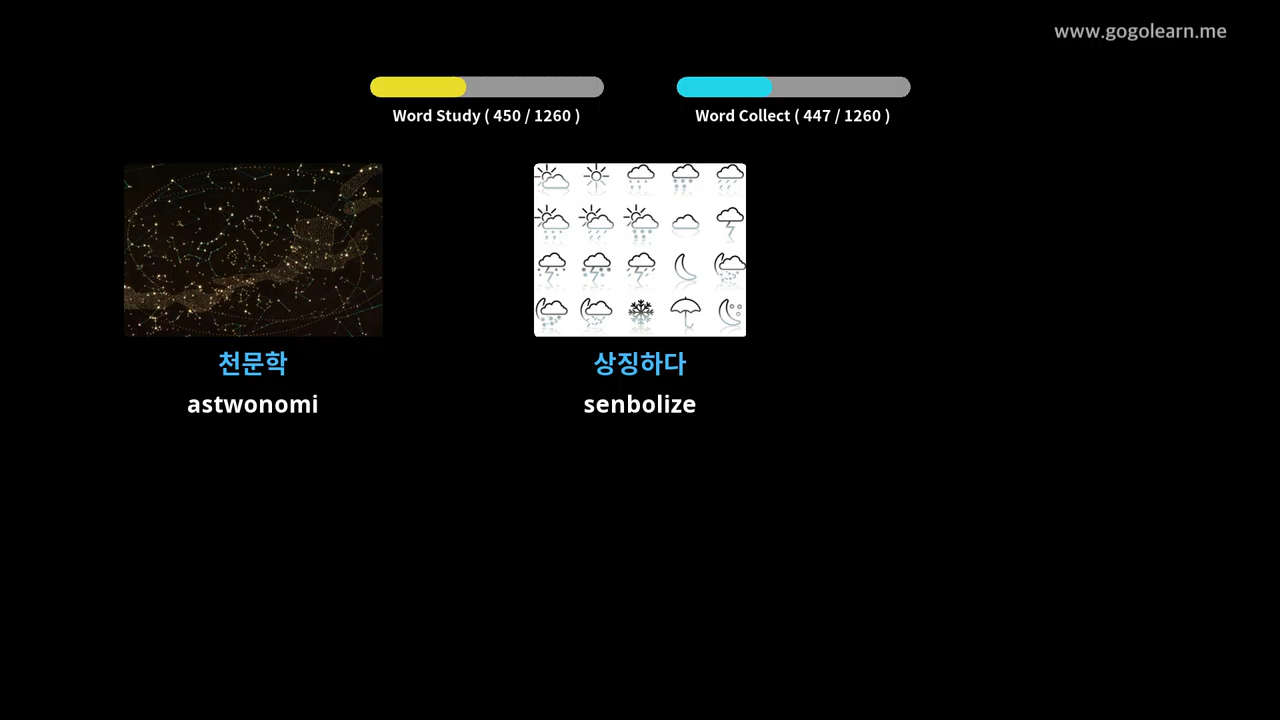 www.gogolearn.me
Word Study ( 450 / 1260 )
Word Collect ( 447 / 1260 )
천문학
astwonomi
상징하다
senbolize